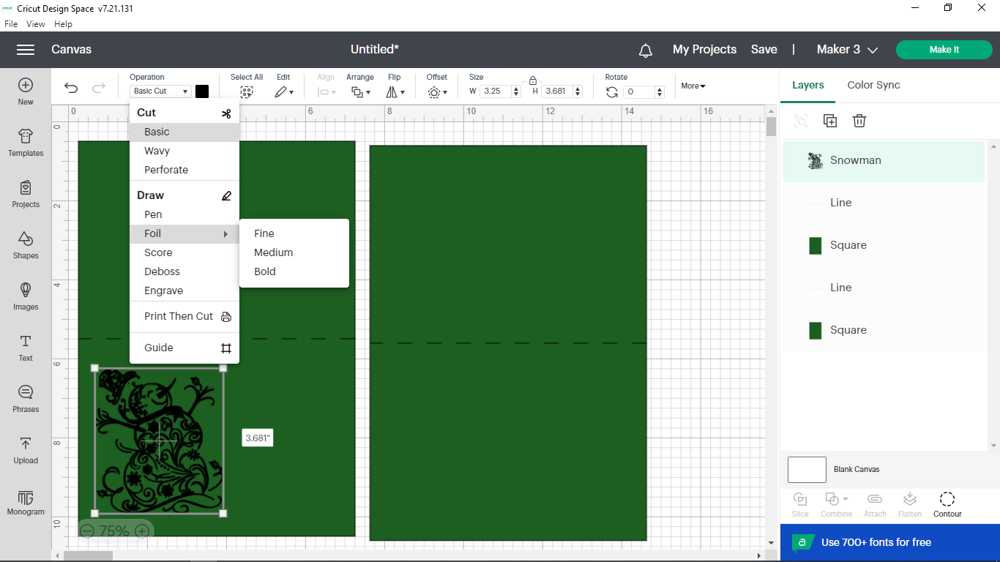 cricut Cricut Design Space v7.21.131
File View Help
Canvas
Untitled*
My Projects Save | Maker 3
Make It
New
Templates
Projects
Shapes
Images
Text
Phrases
Upload
Monogram
Operation
Basic Cut
Select All
Edit
Align
Arrange
Flip
Offset
Size
W 3.25
H 3.681
Rotate
0
More
0 6 8 10 12 14 16
0
2
4
6
8
10
Cut
Basic
Wavy
Perforate
Draw
Pen
Foil
Score
Deboss
Engrave
Print Then Cut
Guide
Fine
Medium
Bold
3.681"
75%
Layers Color Sync
Snowman
Line
Square
Line
Square
Blank Canvas
Slice Combine Attach Flatten Contour
a Use 700+ fonts for free